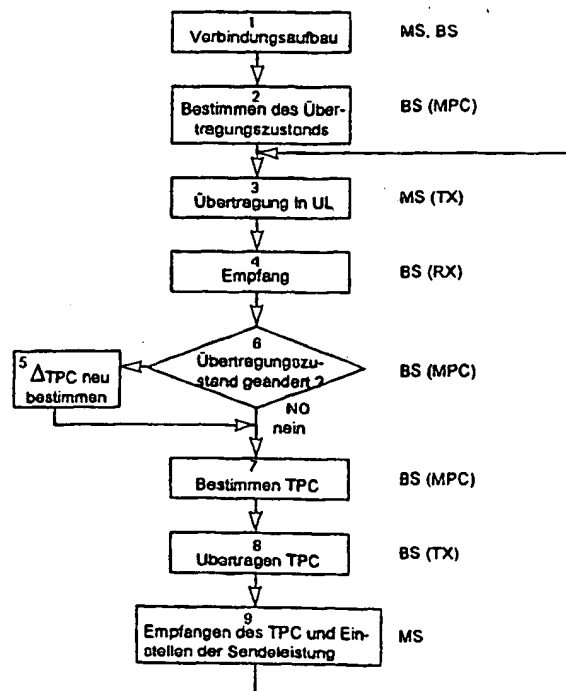 1
Verbindungsaufbau
MS, BS
2
Bestimmen des Über-
tragungszustands
BS (MPC)
3
Übertragung in UL
MS (TX)
4
Empfang
BS (RX)
6
Übertragungszu-
stand geändert ?
BS (MPC)
5
ΔTPC neu
bestimmen
NO
nein
7
Bestimmen TPC
BS (MPC)
8
Übertragen TPC
BS (TX)
9
Empfangen des TPC und Ein-
stellen der Sendeleistung
MS